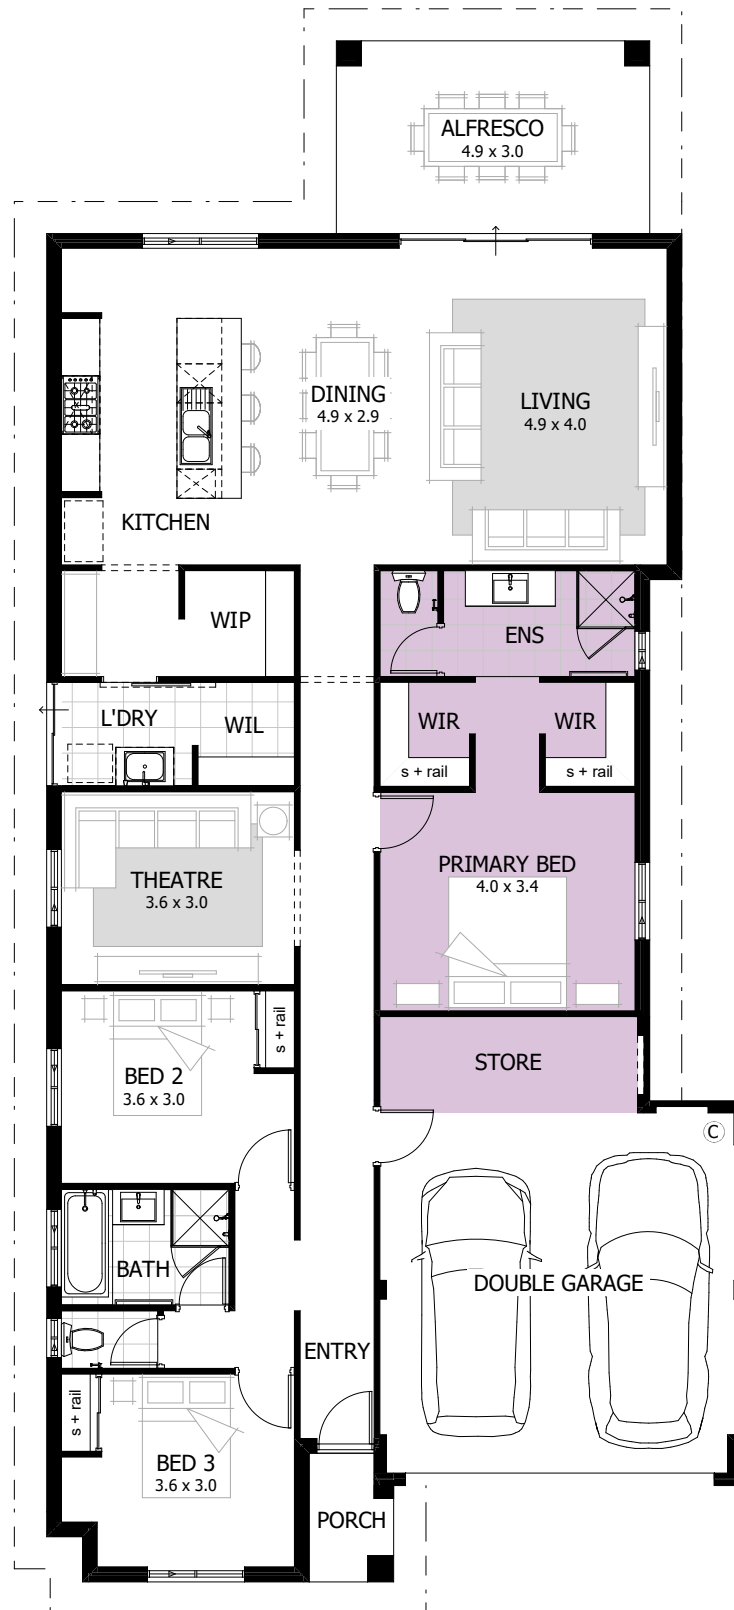 ALFRESCO
4.9 x 3.0
DINING
4.9 x 2.9
LIVING
4.9 x 4.0
KITCHEN
WIP
ENS
L'DRY
WIL
WIR
WIR
s + rail
s + rail
THEATRE
3.6 x 3.0
PRIMARY BED
4.0 x 3.4
s + rail
BED 2
3.6 x 3.0
STORE
C
BATH
DOUBLE GARAGE
ENTRY
s + rail
BED 3
3.6 x 3.0
PORCH